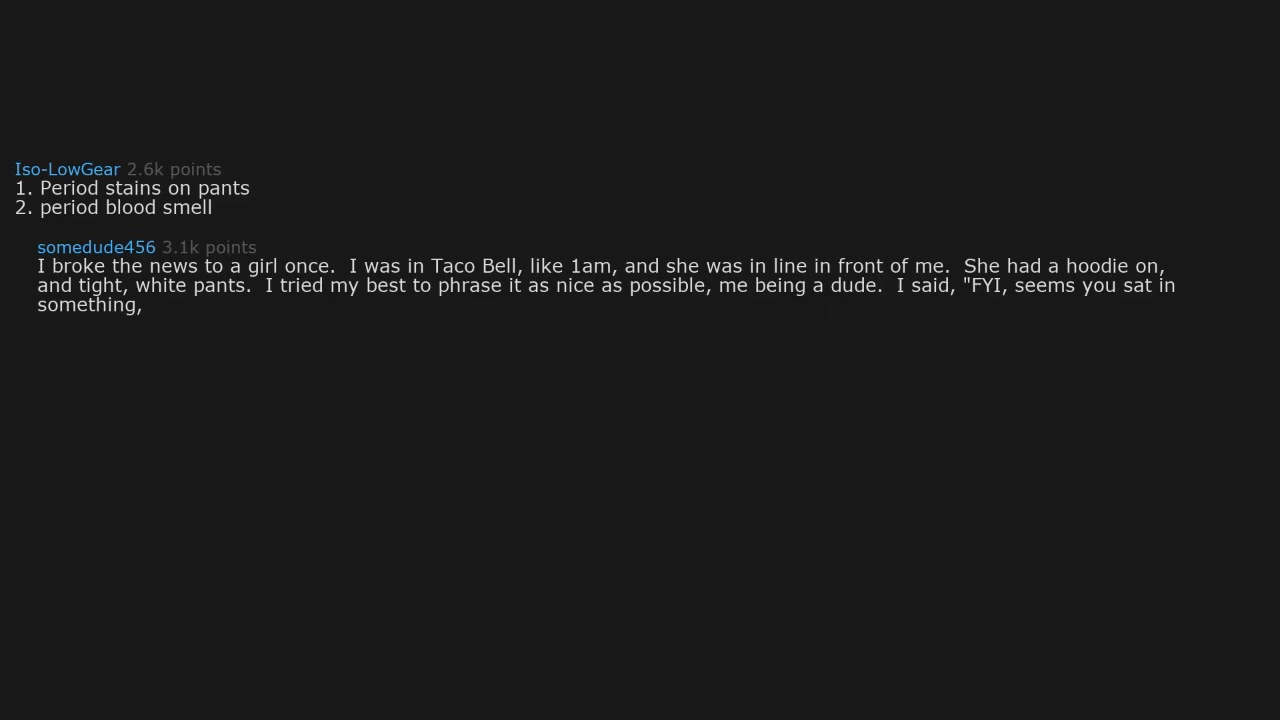 Iso-LowGear 2.6k points
1. Period stains on pants
2. period blood smell
somedude456 3.1k points
I broke the news to a girl once.  I was in Taco Bell, like 1am, and she was in line in front of me.  She had a hoodie on,
and tight, white pants.  I tried my best to phrase it as nice as possible, me being a dude.  I said, "FYI, seems you sat in
something,